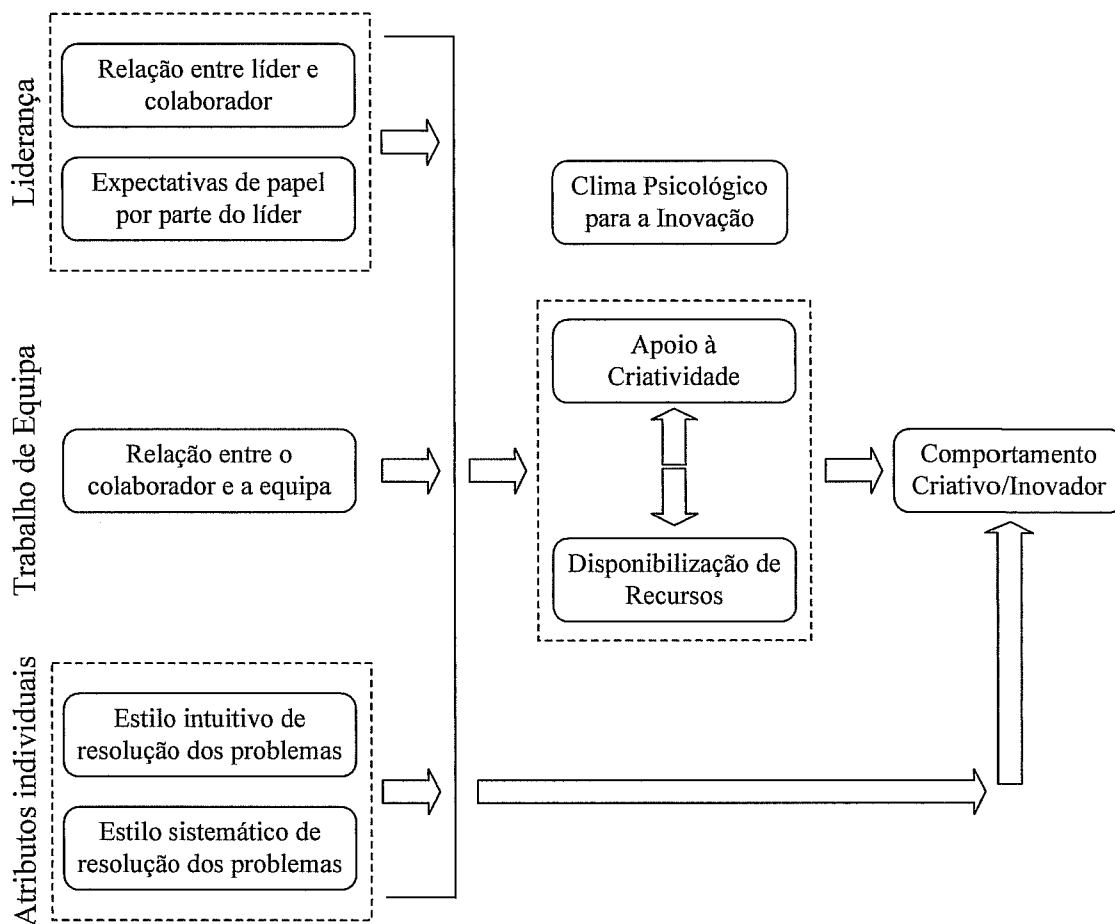 Liderança
Relação entre líder e
colaborador
Expectativas de papel
por parte do líder
Clima Psicológico
para a Inovação
Trabalho de Equipa
Relação entre o
colaborador e a equipa
Apoio à
Criatividade
Disponibilização de
Recursos
Comportamento
Criativo/Inovador
Atributos individuais
Estilo intuitivo de
resolução dos problemas
Estilo sistemático de
resolução dos problemas